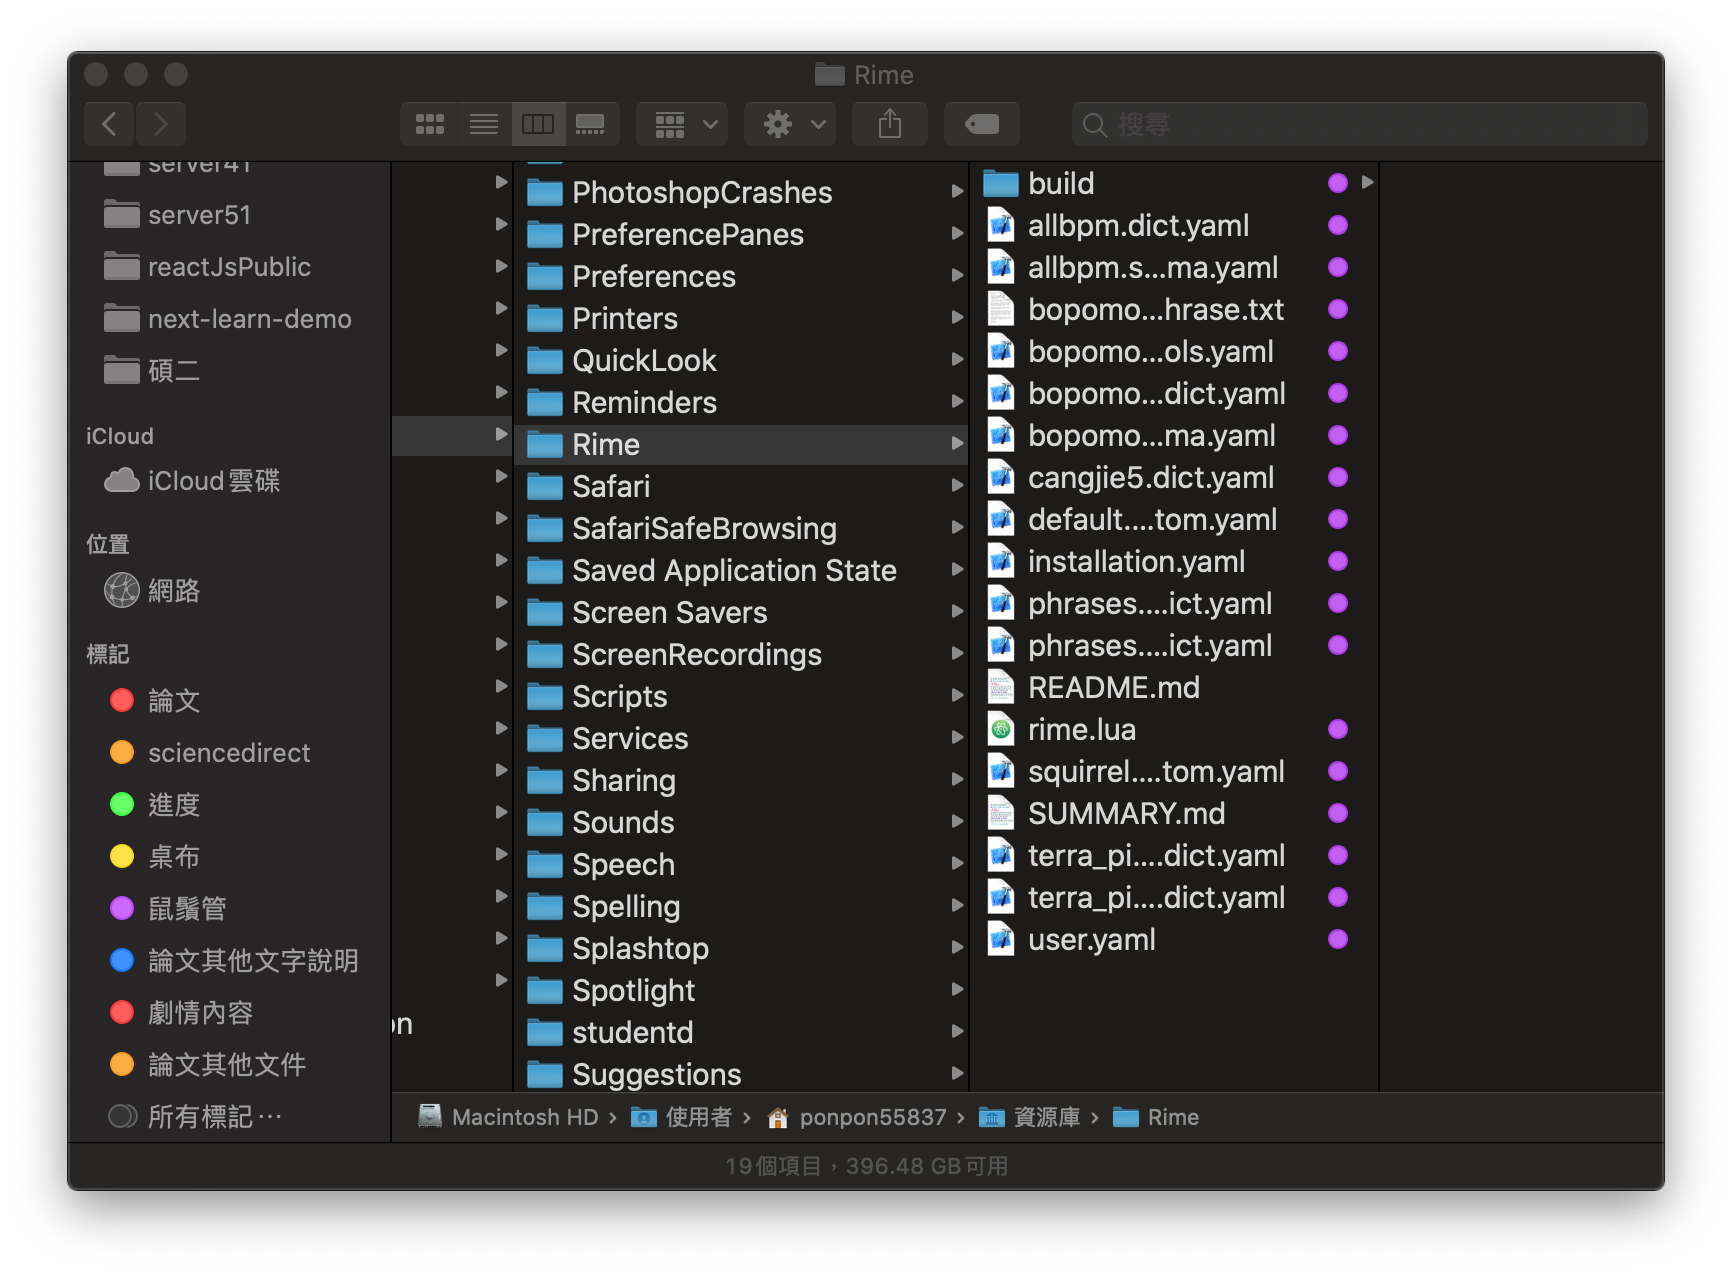 Rime
搜尋
server41
server51
reactJsPublic
next-learn-demo
碩二
iCloud
iCloud雲碟
位置
網路
標記
論文
sciencedirect
進度
桌布
鼠鬚管
論文其他文字說明
劇情內容
論文其他文件
所有標記…
on
PhotoshopCrashes
PreferencePanes
Preferences
Printers
QuickLook
Reminders
Rime
Safari
SafariSafeBrowsing
Saved Application State
Screen Savers
ScreenRecordings
Scripts
Services
Sharing
Sounds
Speech
Spelling
Splashtop
Spotlight
studentd
Suggestions
build
allbpm.dict.yaml
allbpm.s...ma.yaml
bopomo...hrase.txt
bopomo...ols.yaml
bopomo...dict.yaml
bopomo...ma.yaml
cangjie5.dict.yaml
default....tom.yaml
installation.yaml
phrases....ict.yaml
phrases....ict.yaml
README.md
rime.lua
squirrel....tom.yaml
SUMMARY.md
terra_pi....dict.yaml
terra_pi....dict.yaml
user.yaml
Macintosh HD › 使用者 › ponpon55837 › 資源庫 › Rime
19個項目，396.48 GB可用